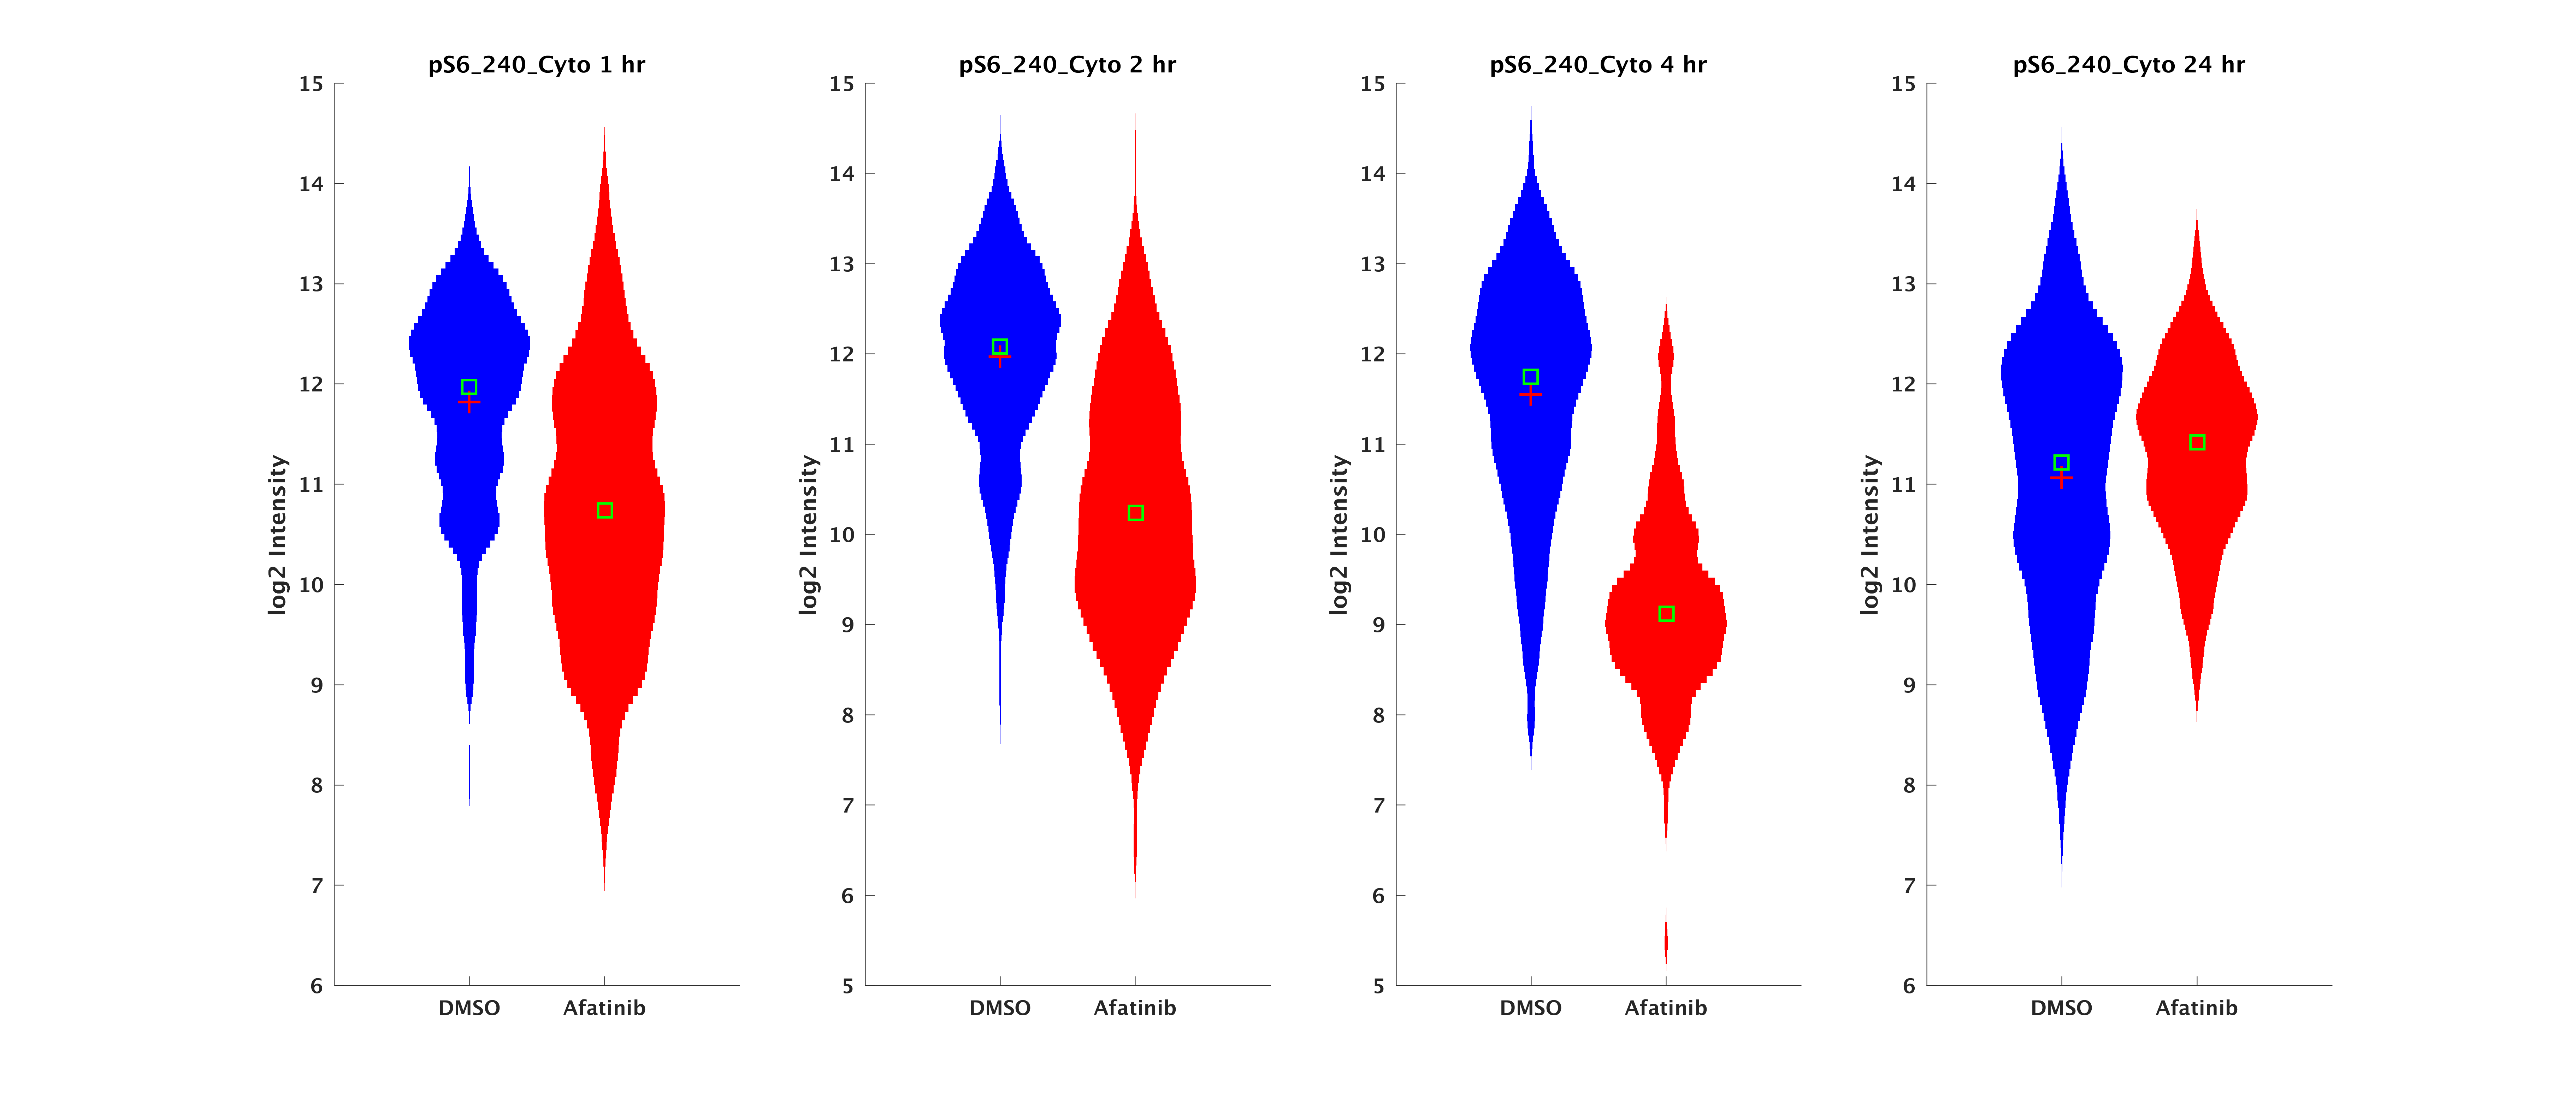 pS6_240_Cyto 1 hr
15
14
13
12
11
10
9
8
7
6
log2 Intensity
DMSO
Afatinib
pS6_240_Cyto 2 hr
15
14
13
12
11
10
9
8
7
6
5
log2 Intensity
DMSO
Afatinib
pS6_240_Cyto 4 hr
15
14
13
12
11
10
9
8
7
6
5
log2 Intensity
DMSO
Afatinib
pS6_240_Cyto 24 hr
15
14
13
12
11
10
9
8
7
6
log2 Intensity
DMSO
Afatinib